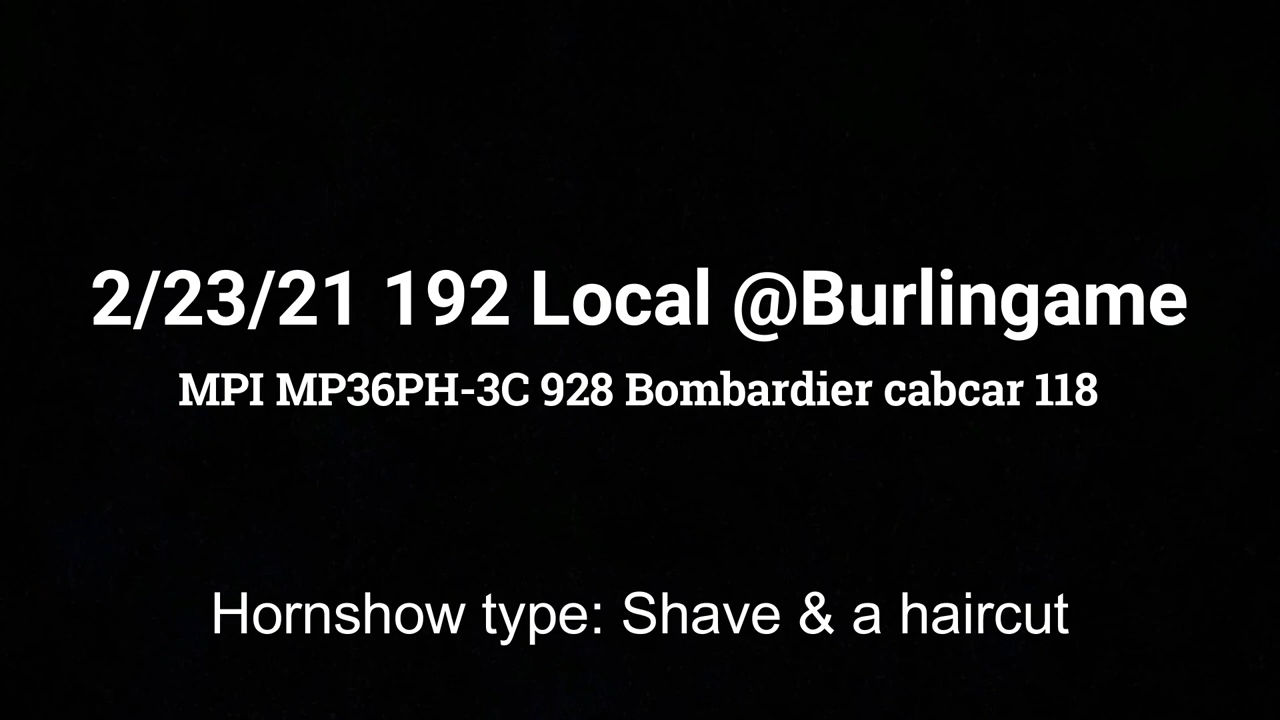 2/23/21 192 Local @Burlingame
MPI MP36PH-3C 928 Bombardier cabcar 118
Hornshow type: Shave & a haircut